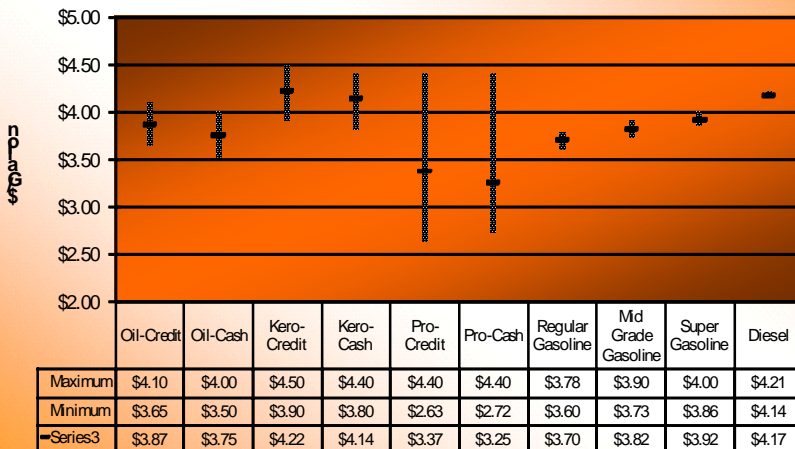 $5.00
$4.50
$4.00
$3.50
$3.00
$2.50
$2.00
$/Gallon
Oil-Credit Oil-Cash Kero-Credit Kero-Cash Pro-Credit Pro-Cash Regular Gasoline Mid Grade Gasoline Super Gasoline Diesel
Maximum $4.10 $4.00 $4.50 $4.40 $4.40 $4.40 $3.78 $3.90 $4.00 $4.21
Minimum $3.65 $3.50 $3.90 $3.80 $2.63 $2.72 $3.60 $3.73 $3.86 $4.14
Series3 $3.87 $3.75 $4.22 $4.14 $3.37 $3.25 $3.70 $3.82 $3.92 $4.17